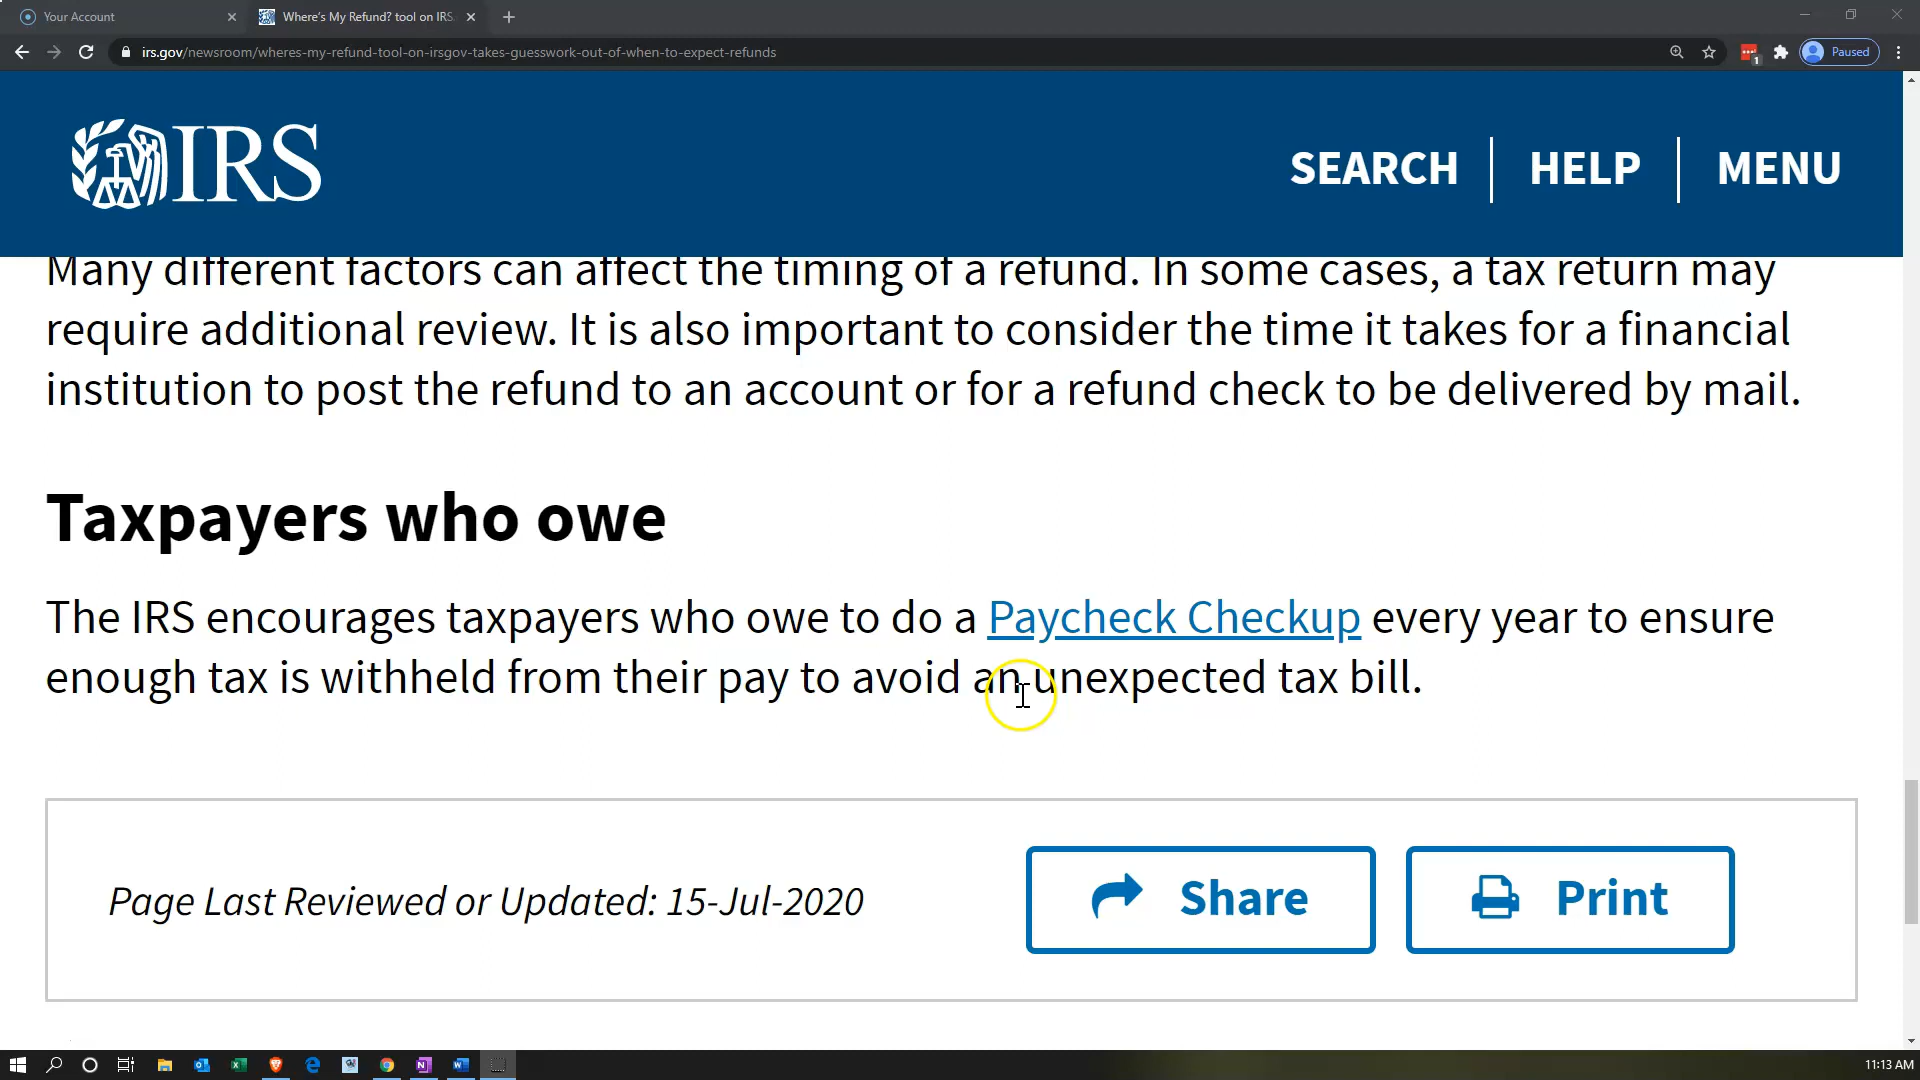 Your Account
Where's My Refund? tool on IRS.
irs.gov/newsroom/wheres-my-refund-tool-on-irsgov-takes-guesswork-out-of-when-to-expect-refunds
1
Paused
IRS
SEARCH
HELP
MENU
Many different factors can affect the timing of a refund. In some cases, a tax return may
require additional review. It is also important to consider the time it takes for a financial
institution to post the refund to an account or for a refund check to be delivered by mail.
Taxpayers who owe
The IRS encourages taxpayers who owe to do a Paycheck Checkup every year to ensure
enough tax is withheld from their pay to avoid an unexpected tax bill.
Page Last Reviewed or Updated: 15-Jul-2020
Share
Print
11:13 AM